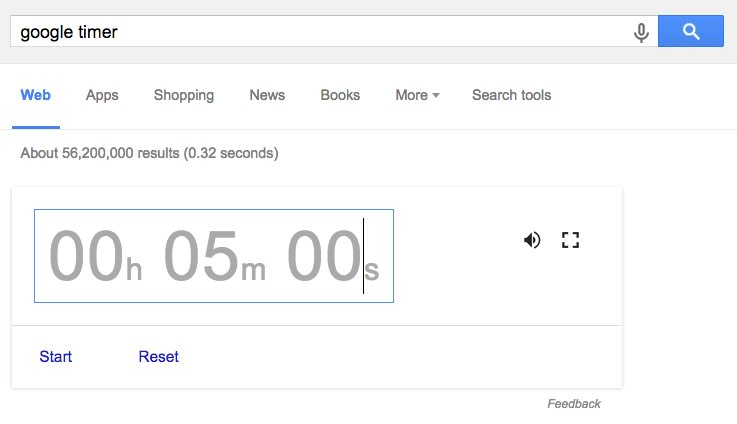 google timer
Web Apps Shopping News Books More Search tools
About 56,200,000 results (0.32 seconds)
00h 05m 00s
Start Reset
Feedback